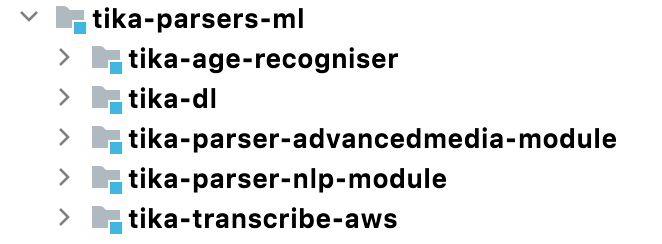 tika-parsers-ml
tika-age-recogniser
tika-dl
tika-parser-advancedmedia-module
tika-parser-nlp-module
tika-transcribe-aws